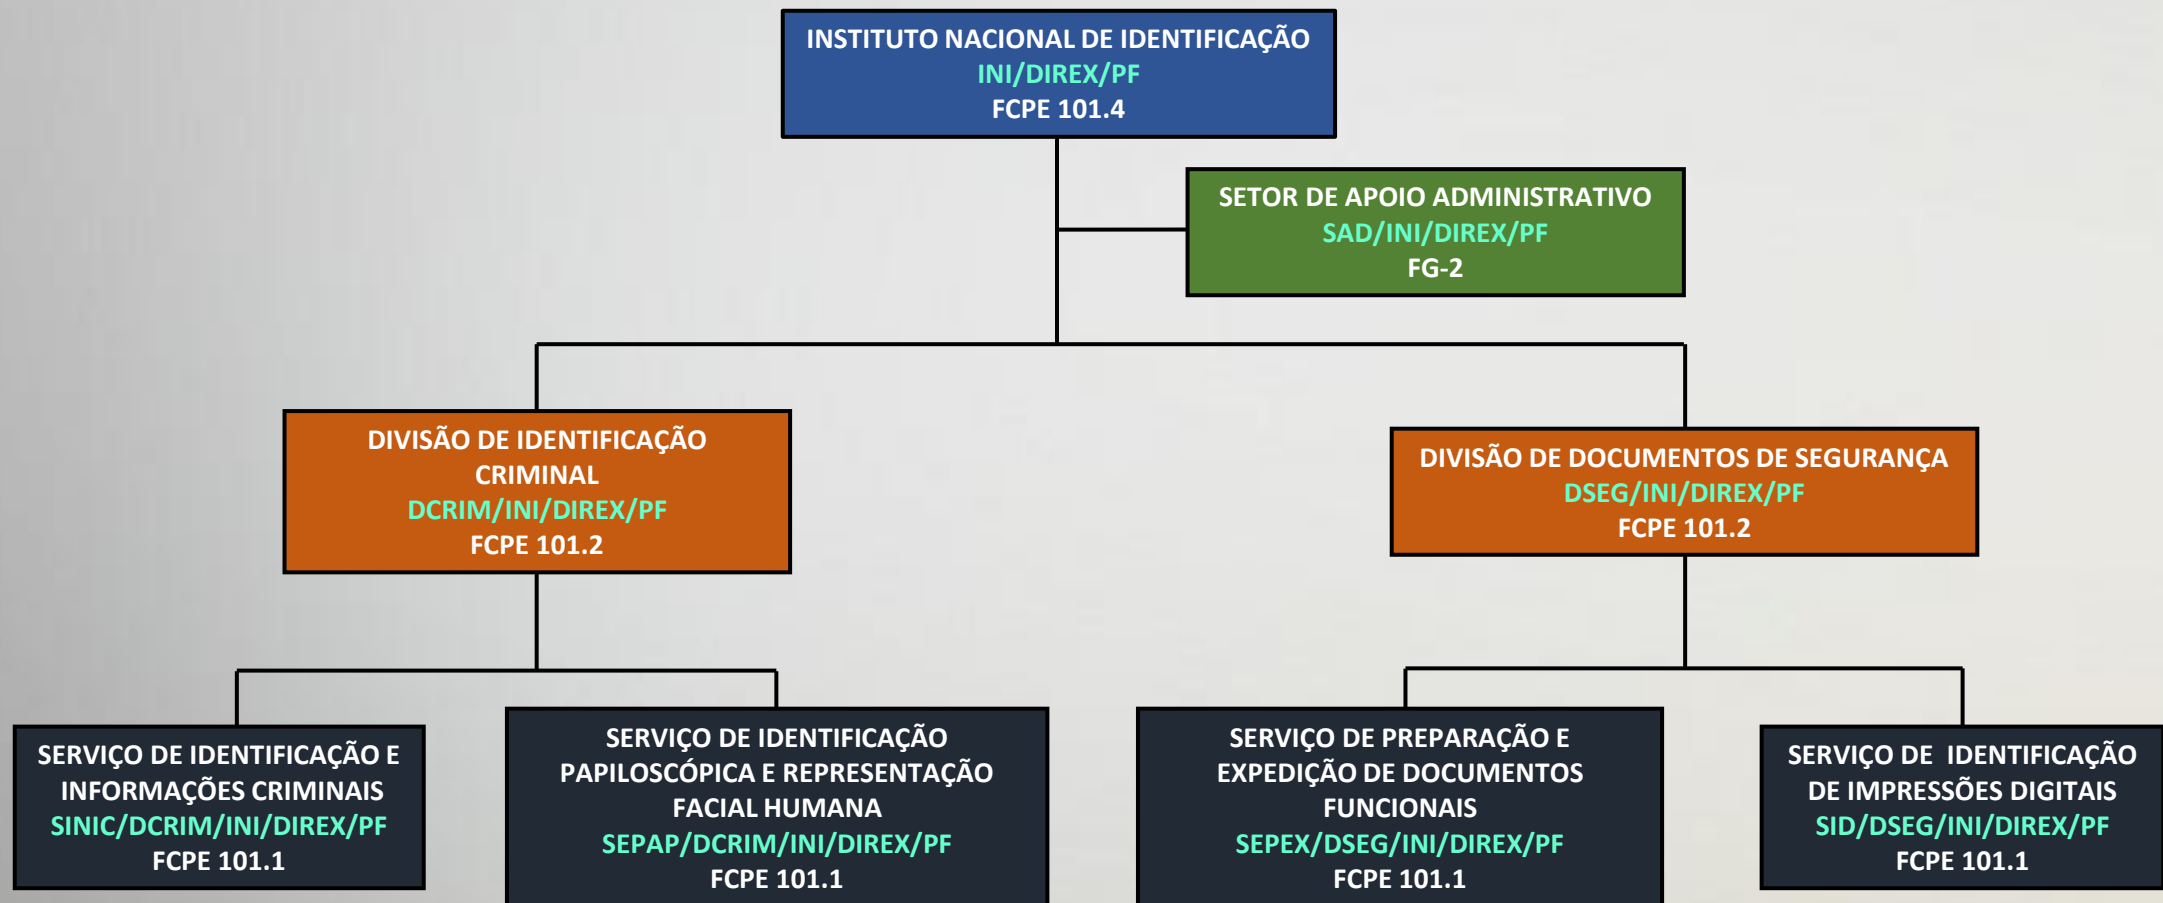 INSTITUTO NACIONAL DE IDENTIFICAÇÃO
INI/DIREX/PF
FCPE 101.4
SETOR DE APOIO ADMINISTRATIVO
SAD/INI/DIREX/PF
FG-2
DIVISÃO DE IDENTIFICAÇÃO
CRIMINAL
DCRIM/INI/DIREX/PF
FCPE 101.2
DIVISÃO DE DOCUMENTOS DE SEGURANÇA
DSEG/INI/DIREX/PF
FCPE 101.2
SERVIÇO DE IDENTIFICAÇÃO E
INFORMAÇÕES CRIMINAIS
SINIC/DCRIM/INI/DIREX/PF
FCPE 101.1
SERVIÇO DE IDENTIFICAÇÃO
PAPILOSCÓPICA E REPRESENTAÇÃO
FACIAL HUMANA
SEPAP/DCRIM/INI/DIREX/PF
FCPE 101.1
SERVIÇO DE PREPARAÇÃO E
EXPEDIÇÃO DE DOCUMENTOS
FUNCIONAIS
SEPEX/DSEG/INI/DIREX/PF
FCPE 101.1
SERVIÇO DE IDENTIFICAÇÃO
DE IMPRESSÕES DIGITAIS
SID/DSEG/INI/DIREX/PF
FCPE 101.1